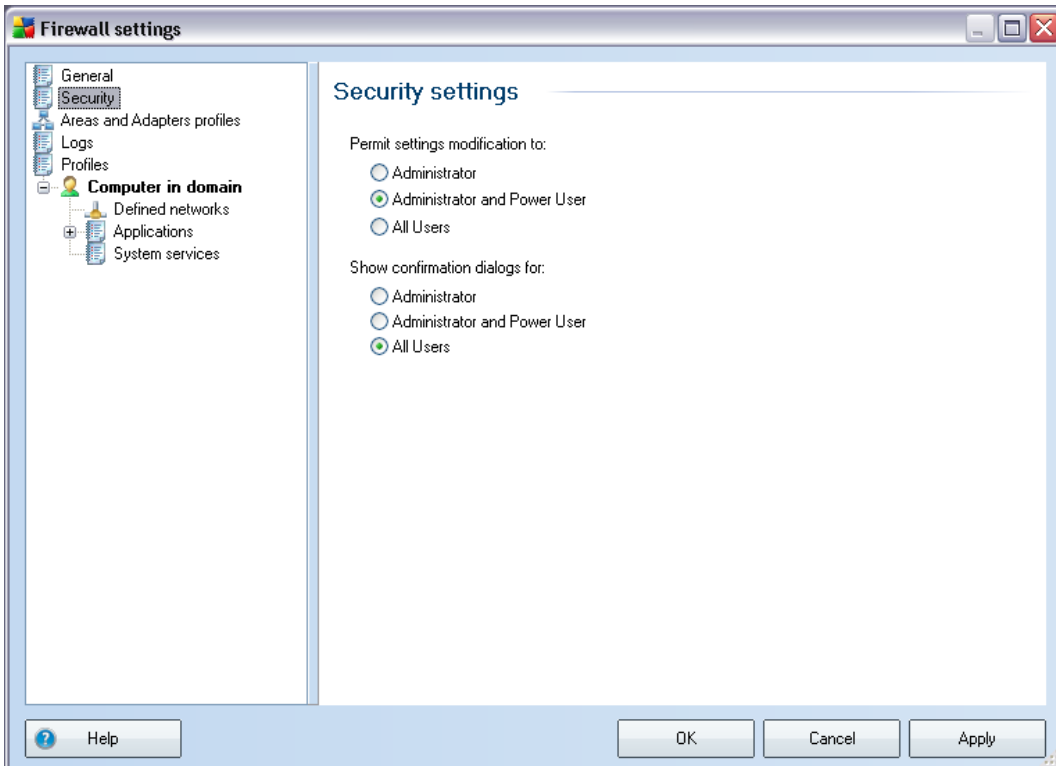 Firewall settings
General
Security
Areas and Adapters profiles
Logs
Profiles
Computer in domain
Defined networks
Applications
System services
Security settings
Permit settings modification to:
Administrator
Administrator and Power User
All Users
Show confirmation dialogs for:
Administrator
Administrator and Power User
All Users
Help
OK
Cancel
Apply